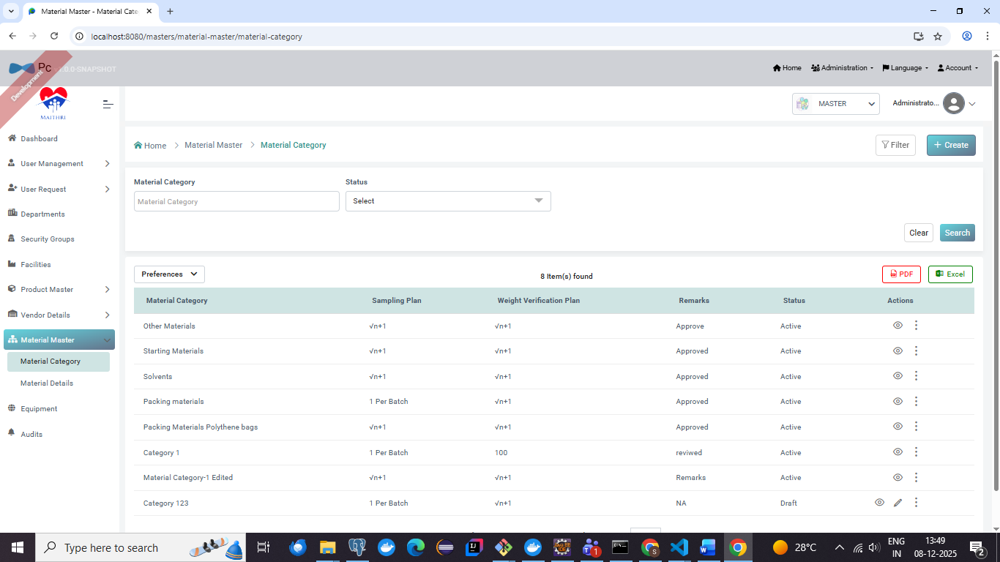 Material Master - Material Cate
localhost:8080/masters/material-master/material-category
Development
Pc v1.0.0-SNAPSHOT
Home Administration Language Account
MAITHRI
MASTER Administrato...
Dashboard
User Management
User Request
Departments
Security Groups
Facilities
Product Master
Vendor Details
Material Master
Material Category
Material Details
Equipment
Audits
Home > Material Master > Material Category
Filter + Create
Material Category Status
Material Category Select
Clear Search
Preferences 8 Item(s) found PDF Excel
Material Category Sampling Plan Weight Verification Plan Remarks Status Actions
Other Materials √n+1 √n+1 Approve Active
Starting Materials √n+1 √n+1 Approved Active
Solvents √n+1 √n+1 Approved Active
Packing materials 1 Per Batch √n+1 Approved Active
Packing Materials Polythene bags √n+1 √n+1 Approved Active
Category 1 1 Per Batch 100 reviwed Active
Material Category-1 Edited √n+1 √n+1 Remarks Active
Category 123 1 Per Batch √n+1 NA Draft
Type here to search
1
S
28°C
ENG
IN
13:49
08-12-2025
2